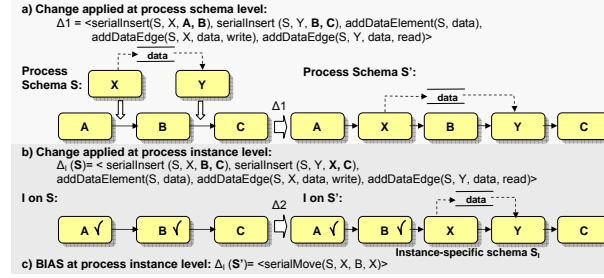 a) Change applied at process schema level:
Δ1 = <serialInsert(S, X, A, B), serialInsert (S, Y, B, C), addDataElement(S, data),
addDataEdge(S, X, data, write), addDataEdge(S, Y, data, read)>
data
Process
Schema S:
X
Y
Process Schema S':
data
A
B
C
Δ1
A
X
B
Y
C
b) Change applied at process instance level:
ΔI (S)= < serialInsert(S, X, B, C), serialInsert (S, Y, X, C),
addDataElement(S, data), addDataEdge(S, X, data, write), addDataEdge(S, Y, data, read)>
I on S:
Δ2
I on S':
data
A √
B √
C
A √
B √
X
Y
C
Instance-specific schema SI
c) BIAS at process instance level: ΔI (S')= <serialMove(S, X, B, X)>